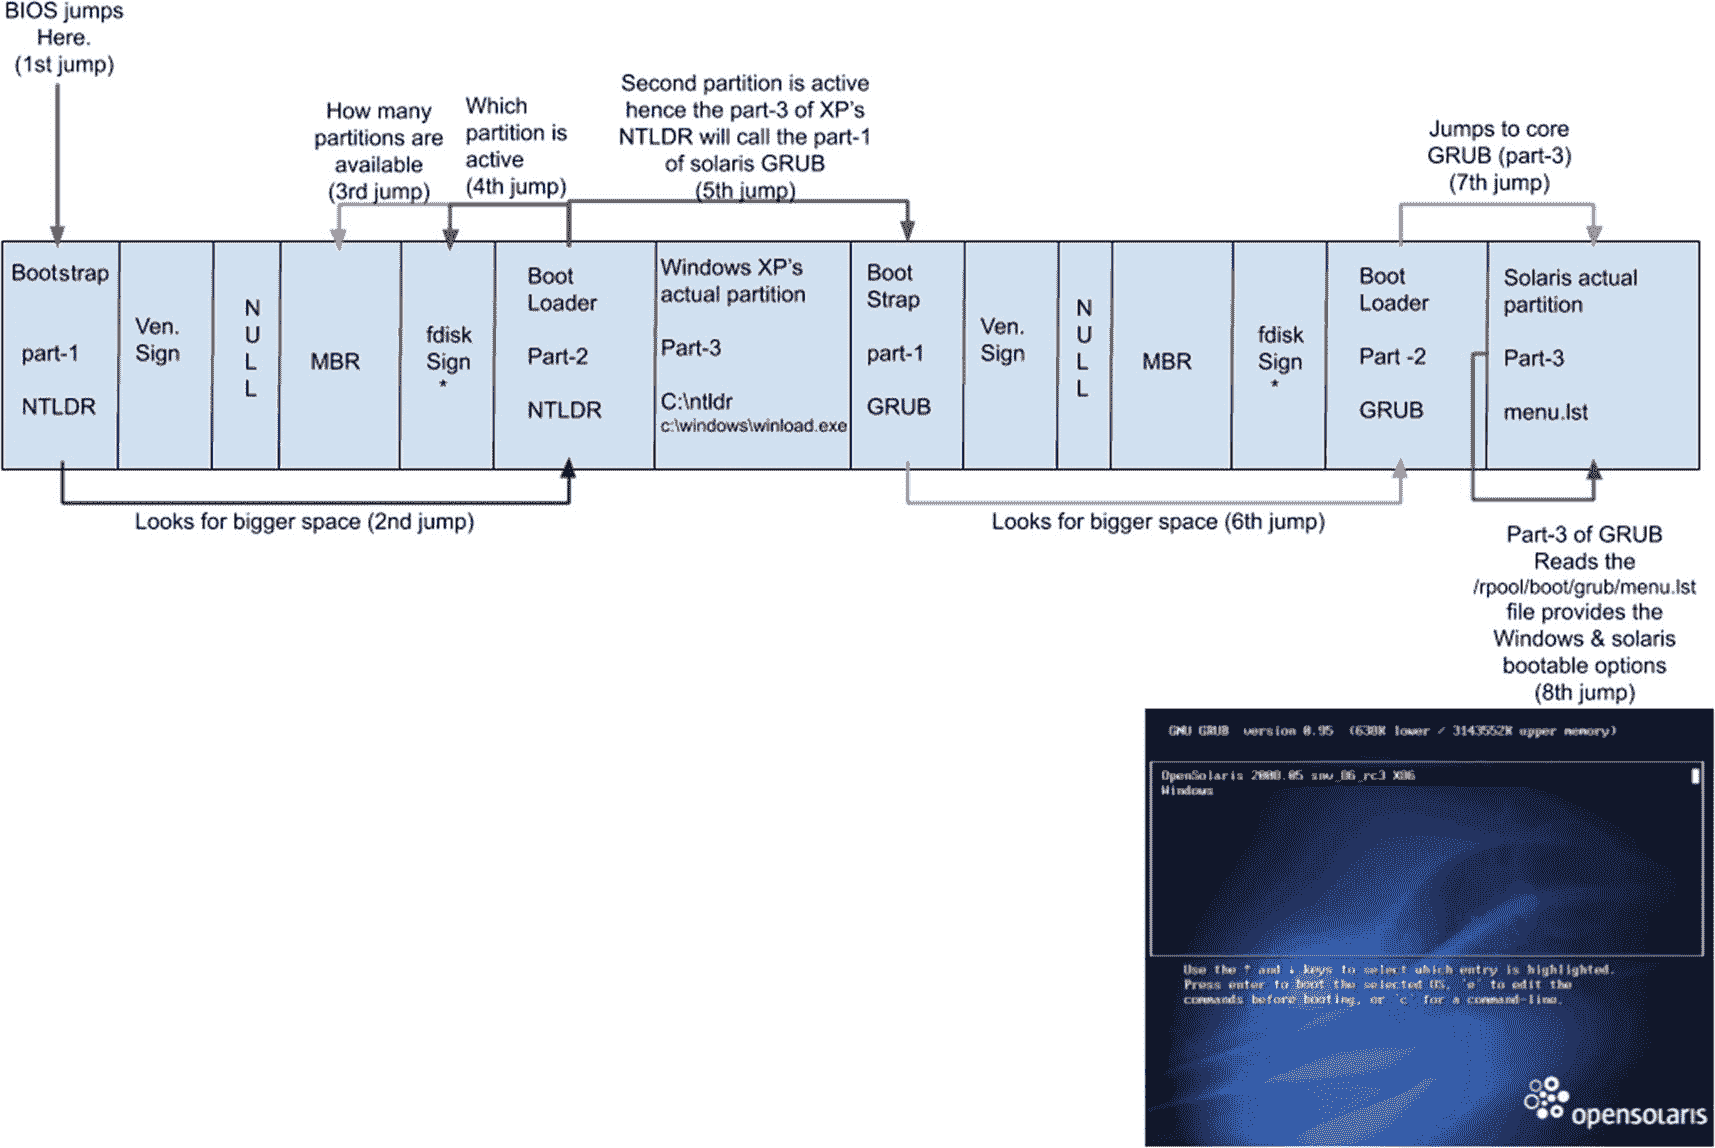 BIOS jumps
Here.
(1st jump)
How many
partitions are
available
(3rd jump)
Which
partition is
active
(4th jump)
Second partition is active
hence the part-3 of XP's
NTLDR will call the part-1
of solaris GRUB
(5th jump)
Jumps to core
GRUB (part-3)
(7th jump)
Bootstrap
part-1
NTLDR
Ven.
Sign
N
U
L
L
MBR
fdisk
Sign
*
Boot
Loader
Part-2
NTLDR
Windows XP's
actual partition
Part-3
C:\ntldr
c:\windows\winload.exe
Boot
Strap
part-1
GRUB
Ven.
Sign
N
U
L
L
MBR
fdisk
Sign
*
Boot
Loader
Part -2
GRUB
Solaris actual
partition
Part-3
menu.lst
Looks for bigger space (2nd jump)
Looks for bigger space (6th jump)
Part-3 of GRUB
Reads the
/rpool/boot/grub/menu.lst
file provides the
Windows & solaris
bootable options
(8th jump)
GNU GRUB version 0.95 (638K lower / 3143552K upper memory)
OpenSolaris 2008.05 snv_86_rc3 X86
Windows
Use the ↑ and ↓ keys to select which entry is highlighted.
Press enter to boot the selected OS, 'e' to edit the
commands before booting, or 'c' for a command-line.
opensolaris